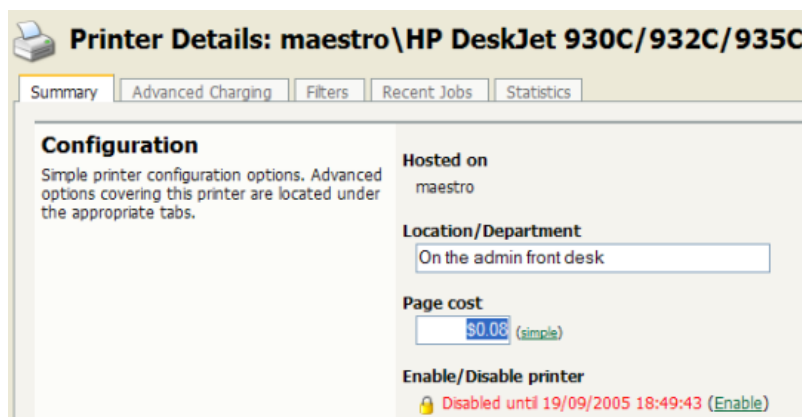 Printer Details: maestro\HP DeskJet 930C/932C/935C
Summary Advanced Charging Filters Recent Jobs Statistics
Configuration
Simple printer configuration options. Advanced
options covering this printer are located under
the appropriate tabs.
Hosted on
maestro
Location/Department
On the admin front desk
Page cost
$0.08 (simple)
Enable/Disable printer
Disabled until 19/09/2005 18:49:43 (Enable)